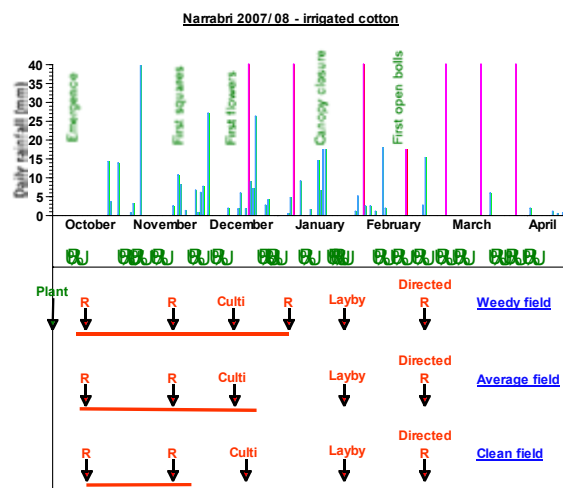 Narrabri 2007/08 - irrigated cotton
Daily rainfall (mm)
40
35
30
25
20
15
10
5
0
Emergence
First squares
First flowers
Canopy closure
First open bolls
October November December January February March April
Plant
R R Culti R Layby Directed Weedy field
R R Culti Layby Directed Average field
R R Culti Layby Directed Clean field